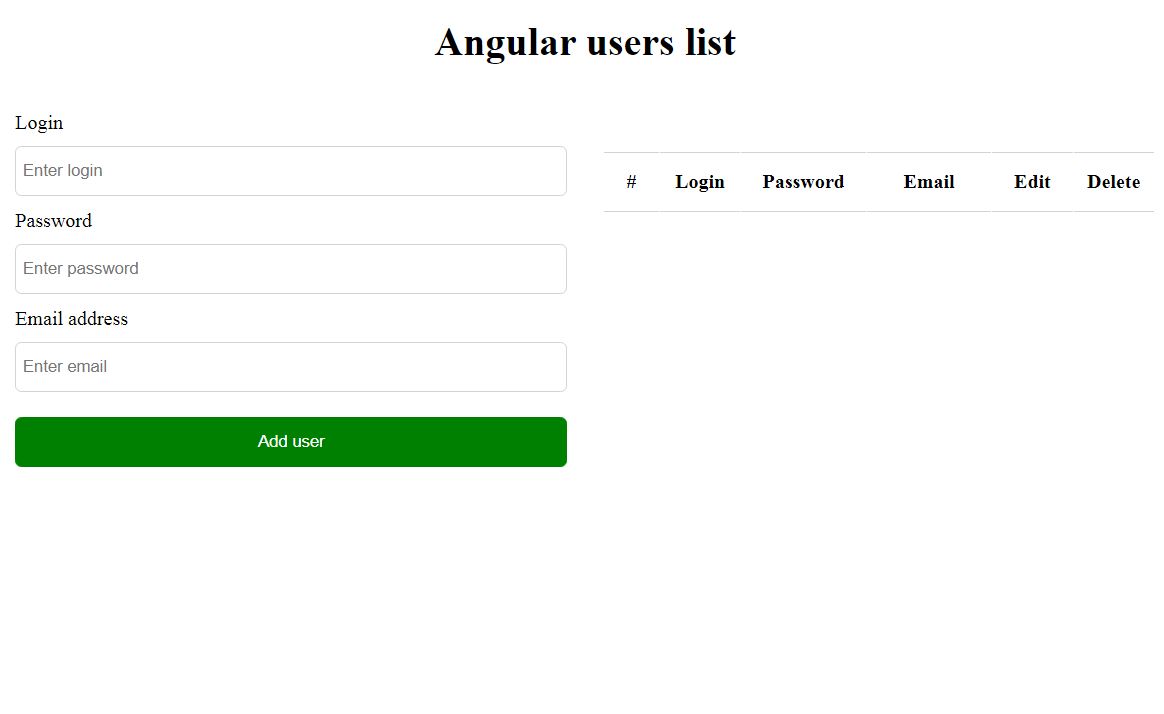 Angular users list
Login
Enter login
Password
Enter password
Email address
Enter email
Add user
# Login Password Email Edit Delete